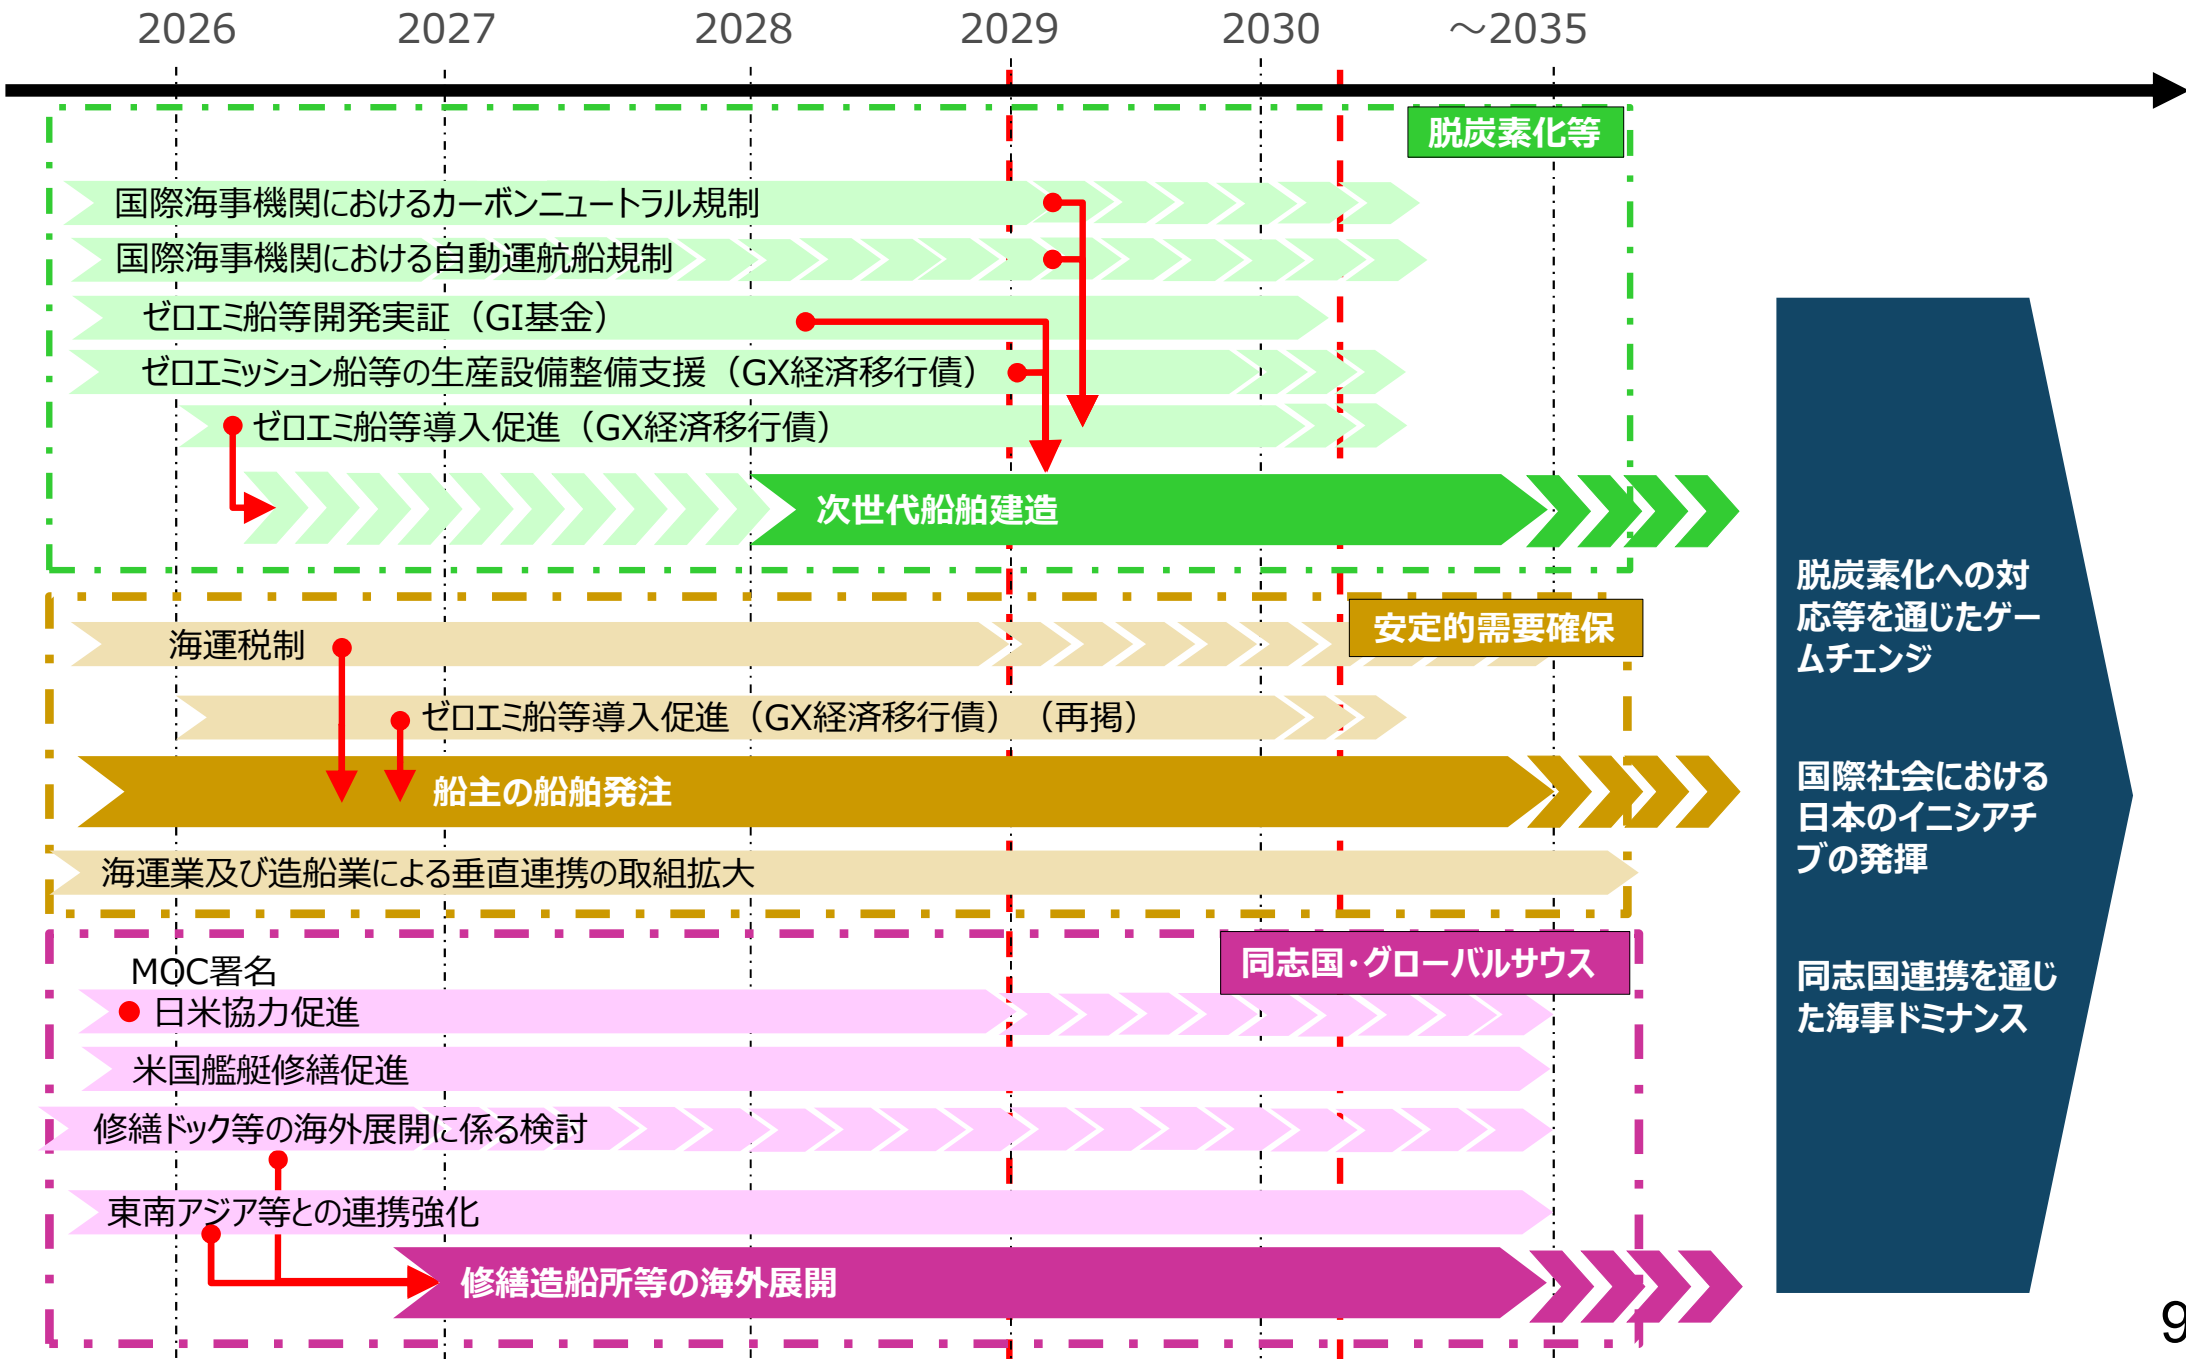 2026 2027 2028 2029 2030 ～2035
脱炭素化等
国際海事機関におけるカーボンニュートラル規制
国際海事機関における自動運航船規制
ゼロエミ船等開発実証（GI基金）
ゼロエミッション船等の生産設備整備支援（GX経済移行債）
ゼロエミ船等導入促進（GX経済移行債）
次世代船舶建造
安定的需要確保
海運税制
ゼロエミ船等導入促進（GX経済移行債）（再掲）
船主の船舶発注
海運業及び造船業による垂直連携の取組拡大
同志国・グローバルサウス
MOC署名
日米協力促進
米国艦艇修繕促進
修繕ドック等の海外展開に係る検討
東南アジア等との連携強化
修繕造船所等の海外展開
脱炭素化への対
応等を通じたゲー
ムチェンジ
国際社会における
日本のイニシアチ
ブの発揮
同志国連携を通じ
た海事ドミナンス
9